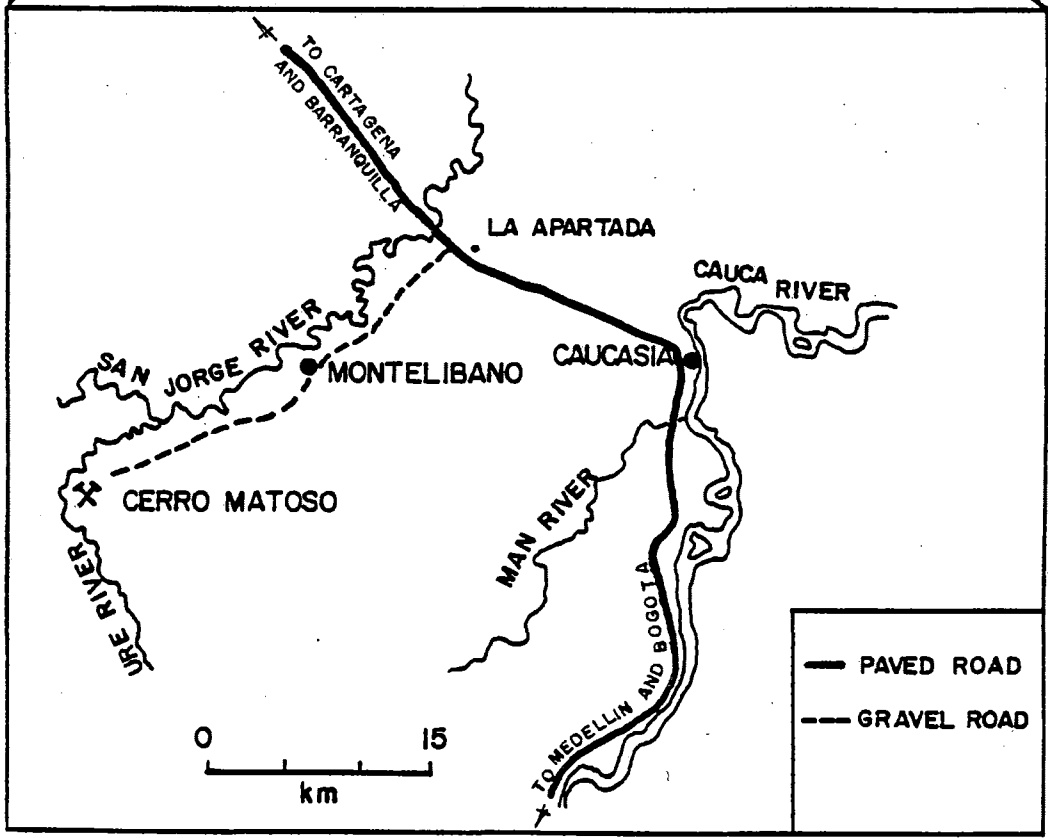 TO CARTAGENA
AND BARRANQUILLA
LA APARTADA
CAUCA RIVER
SAN JORGE RIVER
CAUCASIA
MONTELIBANO
CERRO MATOSO
MAN RIVER
URE RIVER
TO MEDELLIN AND BOGOTA
PAVED ROAD
GRAVEL ROAD
0 15
km